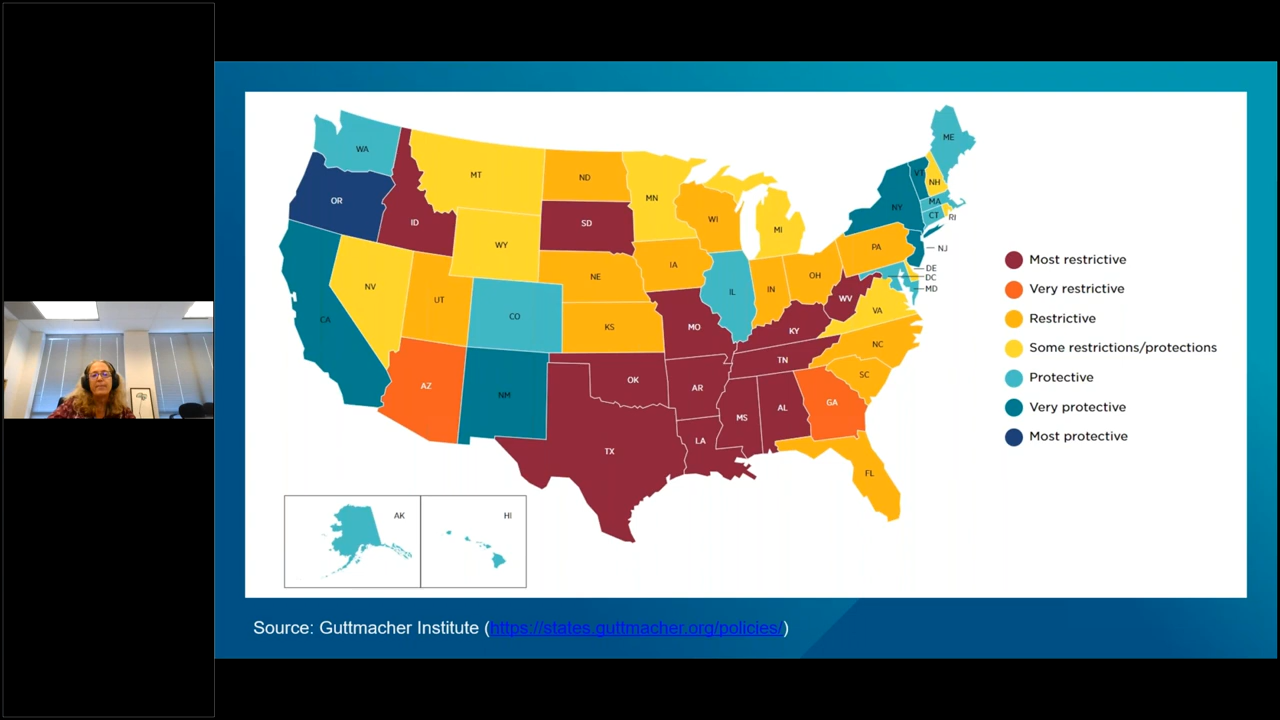 WA
OR
CA
ID
NV
MT
WY
UT
AZ
CO
NM
ND
SD
NE
KS
OK
TX
MN
IA
MO
AR
LA
WI
IL
MS
MI
IN
KY
TN
AL
OH
WV
GA
FL
PA
VA
NC
SC
NY
VT
NH
ME
MA
CT
RI
NJ
DE
DC
MD
AK
HI
Most restrictive
Very restrictive
Restrictive
Some restrictions/protections
Protective
Very protective
Most protective
Source: Guttmacher Institute (https://states.guttmacher.org/policies/)